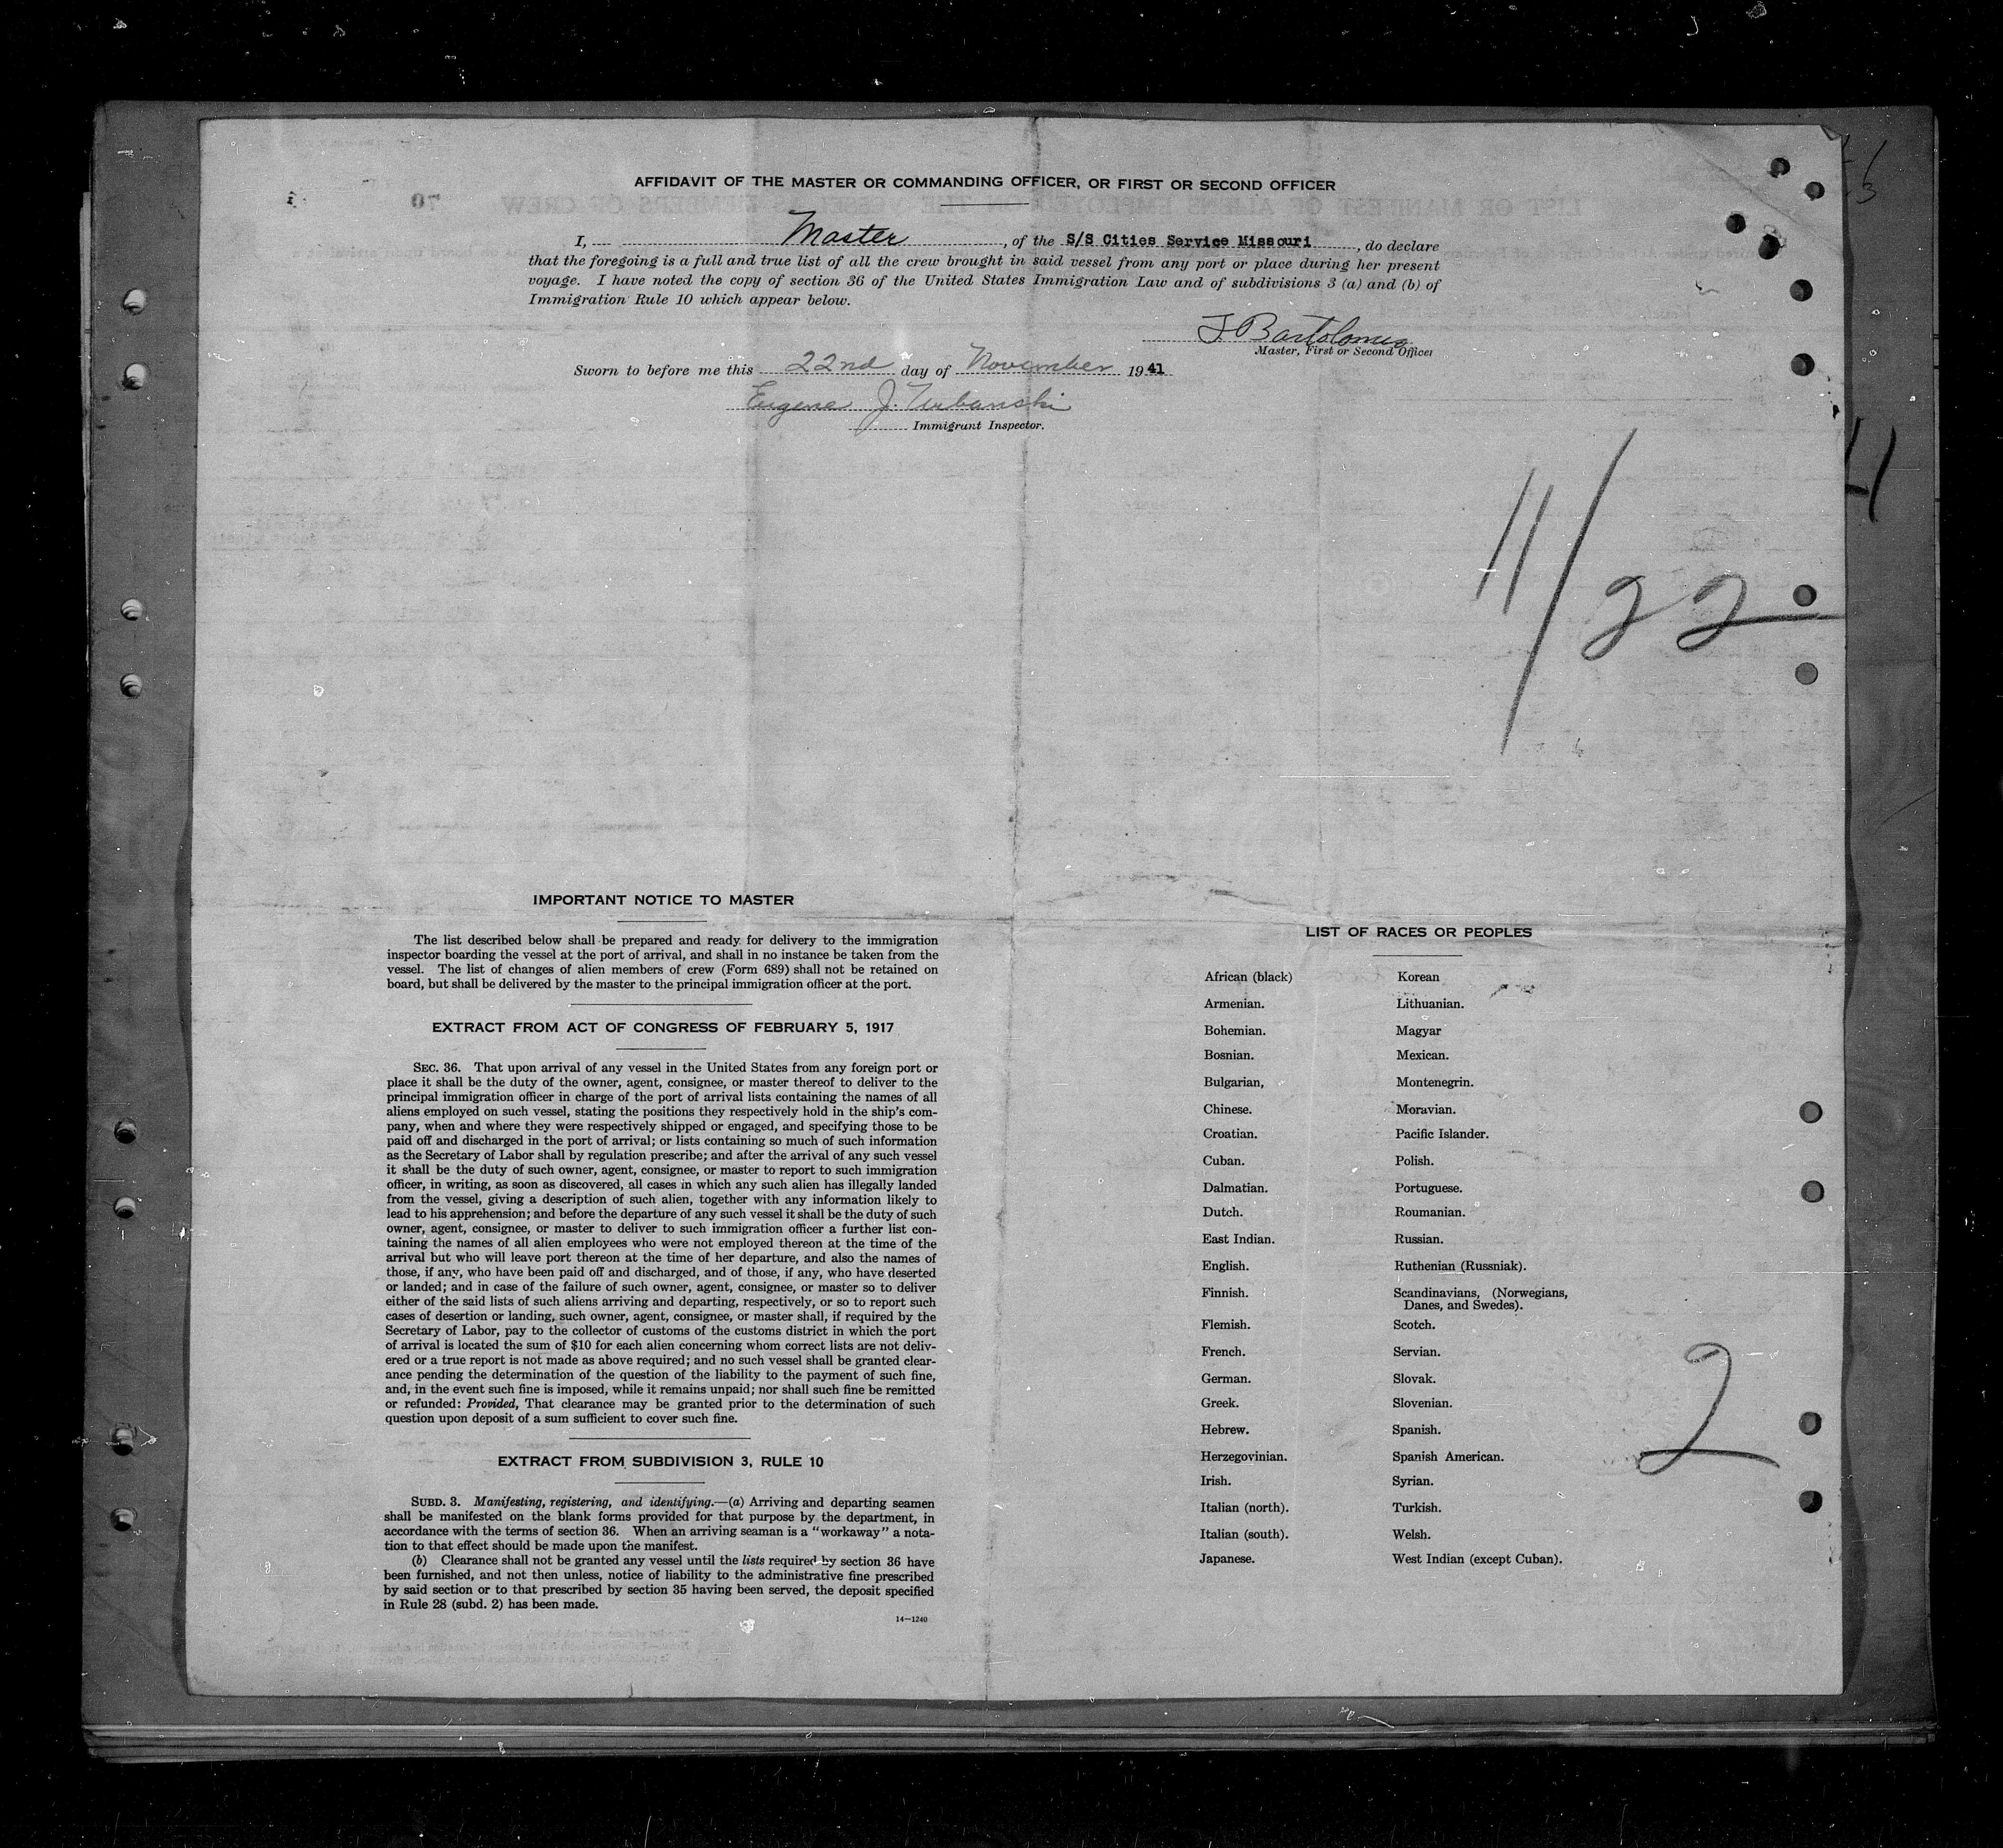 AFFIDAVIT OF THE MASTER OR COMMANDING OFFICER, OR FIRST OR SECOND OFFICER
I, Master, of the S/S Cities Service Missouri, do declare
that the foregoing is a full and true list of all the crew brought in said vessel from any port or place during her present
voyage. I have noted the copy of section 36 of the United States Immigration Law and of subdivisions 3 (a) and (b) of
Immigration Rule 10 which appear below.
Master, First or Second Officer
Sworn to before me this 22nd day of November 1941
Eugene J. Urbanski
Immigrant Inspector.
11/22
IMPORTANT NOTICE TO MASTER
The list described below shall be prepared and ready for delivery to the immigration
inspector boarding the vessel at the port of arrival, and shall in no instance be taken from the
vessel. The list of changes of alien members of crew (Form 689) shall not be retained on
board, but shall be delivered by the master to the principal immigration officer at the port.
EXTRACT FROM ACT OF CONGRESS OF FEBRUARY 5, 1917
SEC. 36. That upon arrival of any vessel in the United States from any foreign port or
place it shall be the duty of the owner, agent, consignee, or master thereof to deliver to the
principal immigration officer in charge of the port of arrival lists containing the names of all
aliens employed on such vessel, stating the positions they respectively hold in the ship's com-
pany, when and where they were respectively shipped or engaged, and specifying those to be
paid off and discharged in the port of arrival; or lists containing so much of such information
as the Secretary of Labor shall by regulation prescribe; and after the arrival of any such vessel
it shall be the duty of such owner, agent, consignee, or master to report to such immigration
officer, in writing, as soon as discovered, all cases in which any such alien has illegally landed
from the vessel, giving a description of such alien, together with any information likely to
lead to his apprehension; and before the departure of any such vessel it shall be the duty of such
owner, agent, consignee, or master to deliver to such immigration officer a further list con-
taining the names of all alien employees who were not employed thereon at the time of the
arrival but who will leave port thereon at the time of her departure, and also the names of
those, if any, who have been paid off and discharged, and of those, if any, who have deserted
or landed; and in case of the failure of such owner, agent, consignee, or master so to deliver
either of the said lists of such aliens arriving and departing, respectively, or so to report such
cases of desertion or landing, such owner, agent, consignee, or master shall, if required by the
Secretary of Labor, pay to the collector of customs of the customs district in which the port
of arrival is located the sum of $10 for each alien concerning whom correct lists are not deliv-
ered or a true report is not made as above required; and no such vessel shall be granted clear-
ance pending the determination of the question of the liability to the payment of such fine,
and, in the event such fine is imposed, while it remains unpaid; nor shall such fine be remitted
or refunded: Provided, That clearance may be granted prior to the determination of such
question upon deposit of a sum sufficient to cover such fine.
EXTRACT FROM SUBDIVISION 3, RULE 10
SUBD. 3. Manifesting, registering, and identifying.—(a) Arriving and departing seamen
shall be manifested on the blank forms provided for that purpose by the department, in
accordance with the terms of section 36. When an arriving seaman is a "workaway" a nota-
tion to that effect should be made upon the manifest.
(b) Clearance shall not be granted any vessel until the lists required by section 36 have
been furnished, and not then unless, notice of liability to the administrative fine prescribed
by said section or to that prescribed by section 35 having been served, the deposit specified
in Rule 28 (subd. 2) has been made.
14—1240
LIST OF RACES OR PEOPLES
African (black)
Armenian.
Bohemian.
Bosnian.
Bulgarian,
Chinese.
Croatian.
Cuban.
Dalmatian.
Dutch.
East Indian.
English.
Finnish.
Flemish.
French.
German.
Greek.
Hebrew.
Herzegovinian.
Irish.
Italian (north).
Italian (south).
Japanese.
Korean
Lithuanian.
Magyar
Mexican.
Montenegrin.
Moravian.
Pacific Islander.
Polish.
Portuguese.
Roumanian.
Russian.
Ruthenian (Russniak).
Scandinavians, (Norwegians,
Danes, and Swedes).
Scotch.
Servian.
Slovak.
Slovenian.
Spanish.
Spanish American.
Syrian.
Turkish.
Welsh.
West Indian (except Cuban).
2